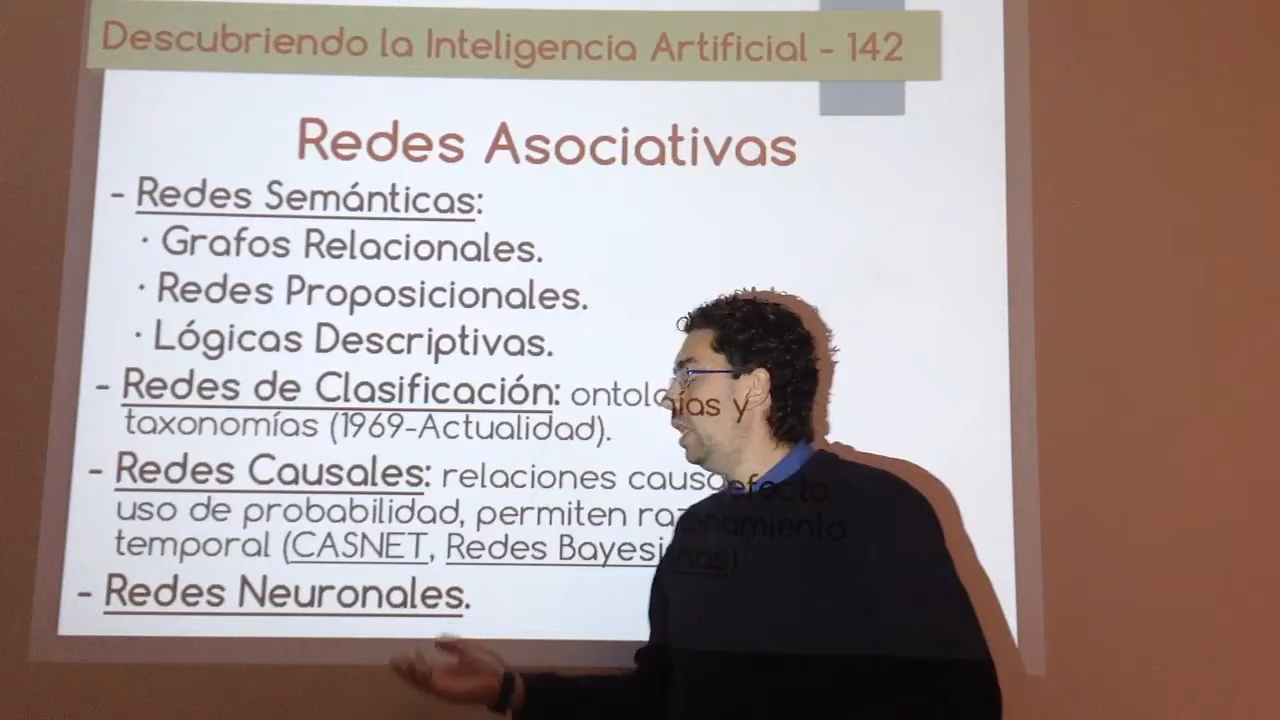 Descubriendo la Inteligencia Artificial - 142
Redes Asociativas
- Redes Semánticas:
· Grafos Relacionales.
· Redes Proposicionales.
· Lógicas Descriptivas.
- Redes de Clasificación: ontologías y
taxonomías (1969-Actualidad).
- Redes Causales: relaciones causa-efecto,
uso de probabilidad, permiten razonamiento
temporal (CASNET, Redes Bayesianas)
- Redes Neuronales.